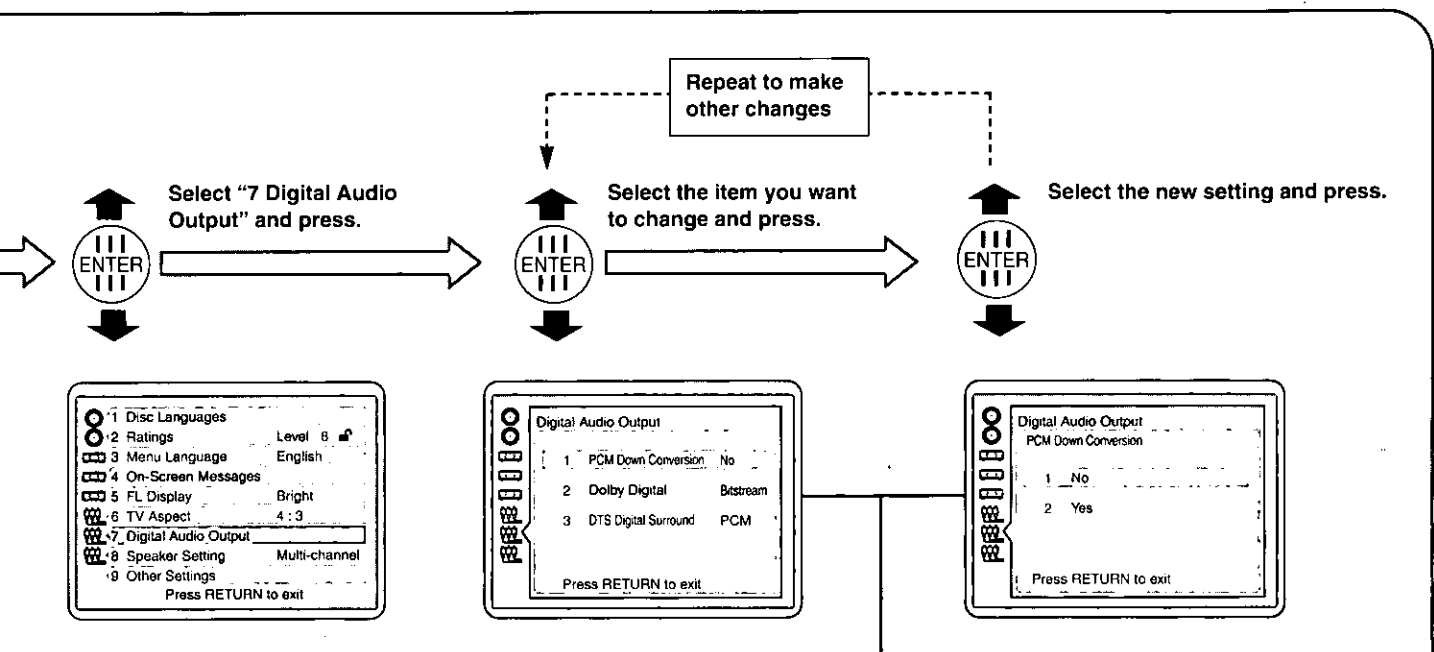 Repeat to make
other changes
Select “7 Digital Audio
Output” and press.
Select the item you want
to change and press.
Select the new setting and press.
ENTER
ENTER
ENTER
1 Disc Languages
2 Ratings Level 8
3 Menu Language English
4 On-Screen Messages
5 FL Display Bright
6 TV Aspect 4 : 3
7 Digital Audio Output
8 Speaker Setting Multi-channel
9 Other Settings
Press RETURN to exit
Digital Audio Output
1 PCM Down Conversion No
2 Dolby Digital Bitstream
3 DTS Digital Surround PCM
Press RETURN to exit
Digital Audio Output
PCM Down Conversion
1 No
2 Yes
Press RETURN to exit